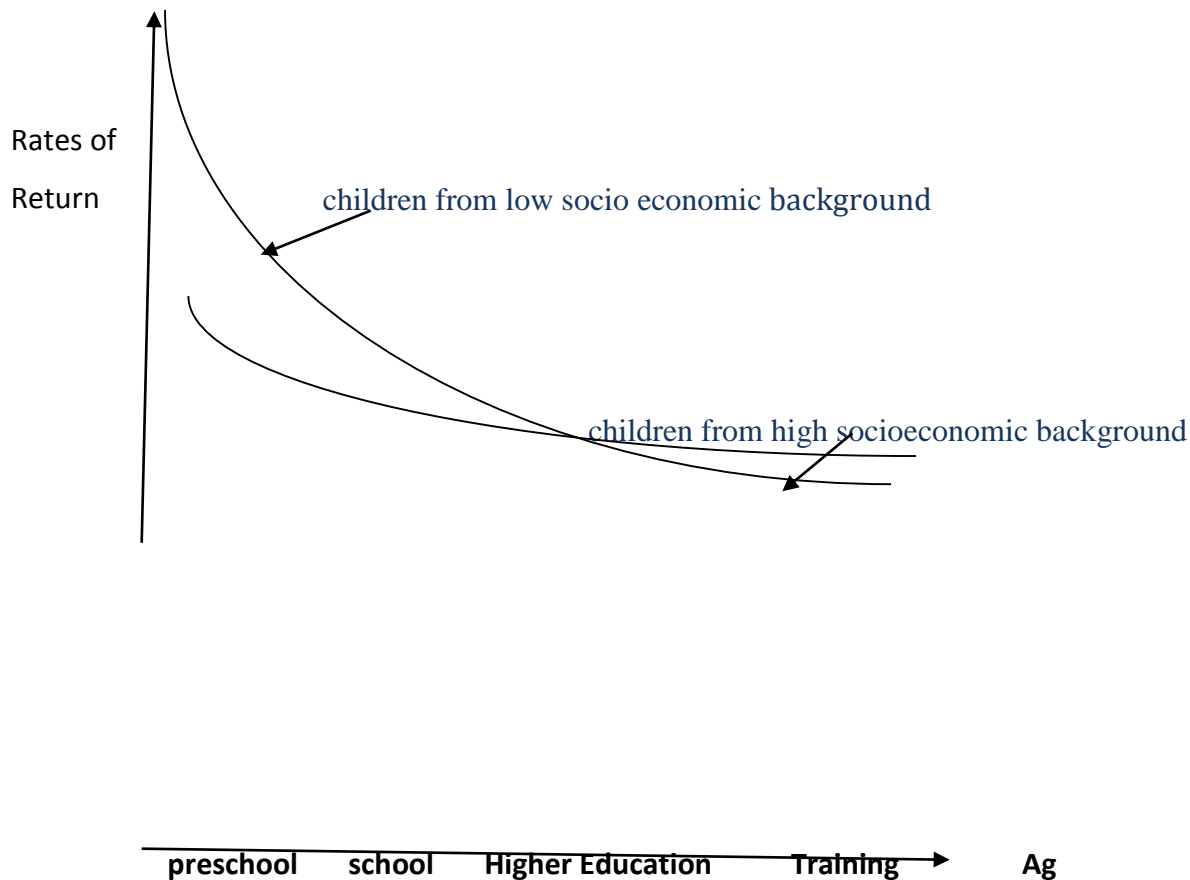 Rates of
Return
children from low socio economic background
children from high socioeconomic background
preschool school Higher Education Training Ag